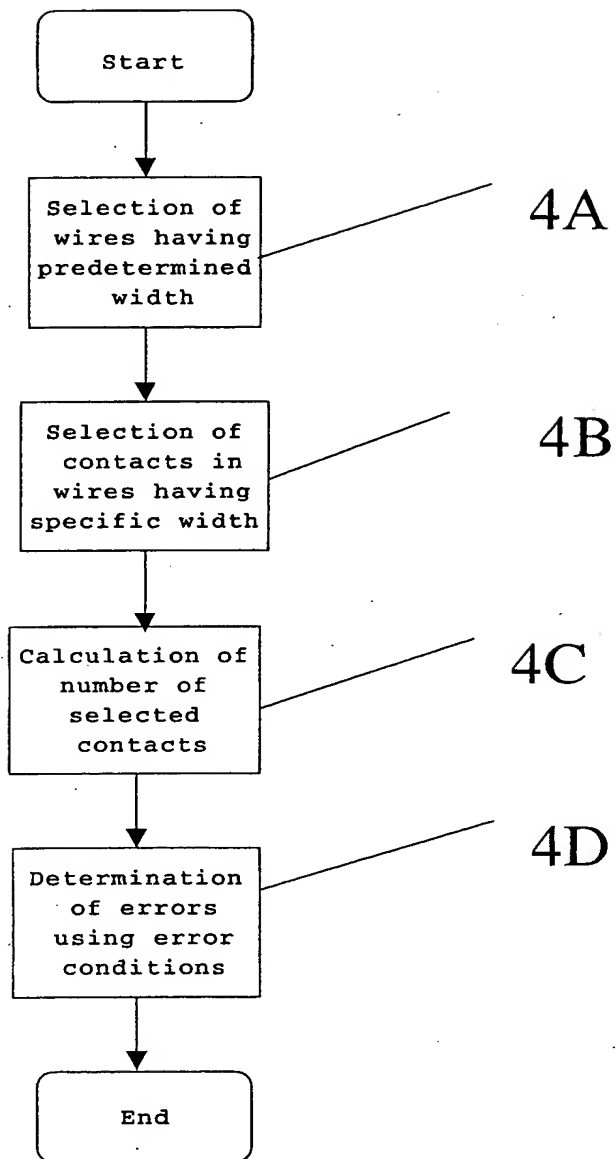 Start
Selection of
wires having
predetermined
width
4A
Selection of
contacts in
wires having
specific width
4B
Calculation of
number of
selected
contacts
4C
Determination
of errors
using error
conditions
4D
End